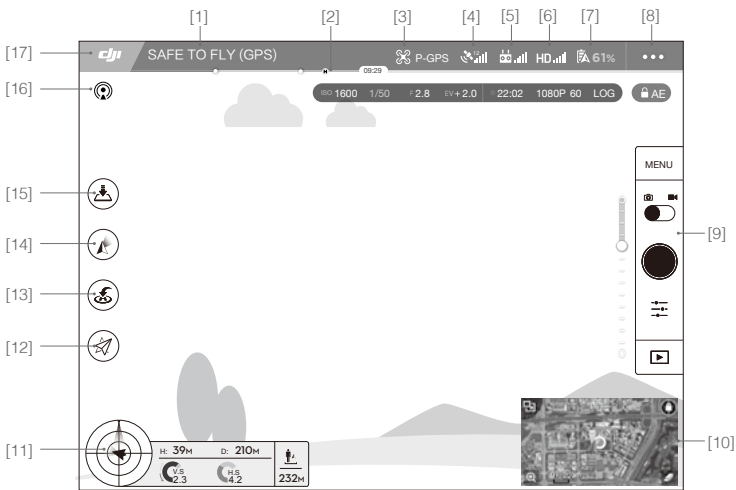 [1] [2] [3] [4] [5] [6] [7] [8]
[17] dji SAFE TO FLY (GPS) P-GPS 12 HD 61%
09:29
H
[16] ISO 1600 1/50 F 2.8 EV +2.0 22:02 1080P 60 LOG AE
MENU
[15]
[14] [9]
[13]
[12]
[11] H: 39M D: 210M [10]
V.S 2.3 H.S 4.2 232M